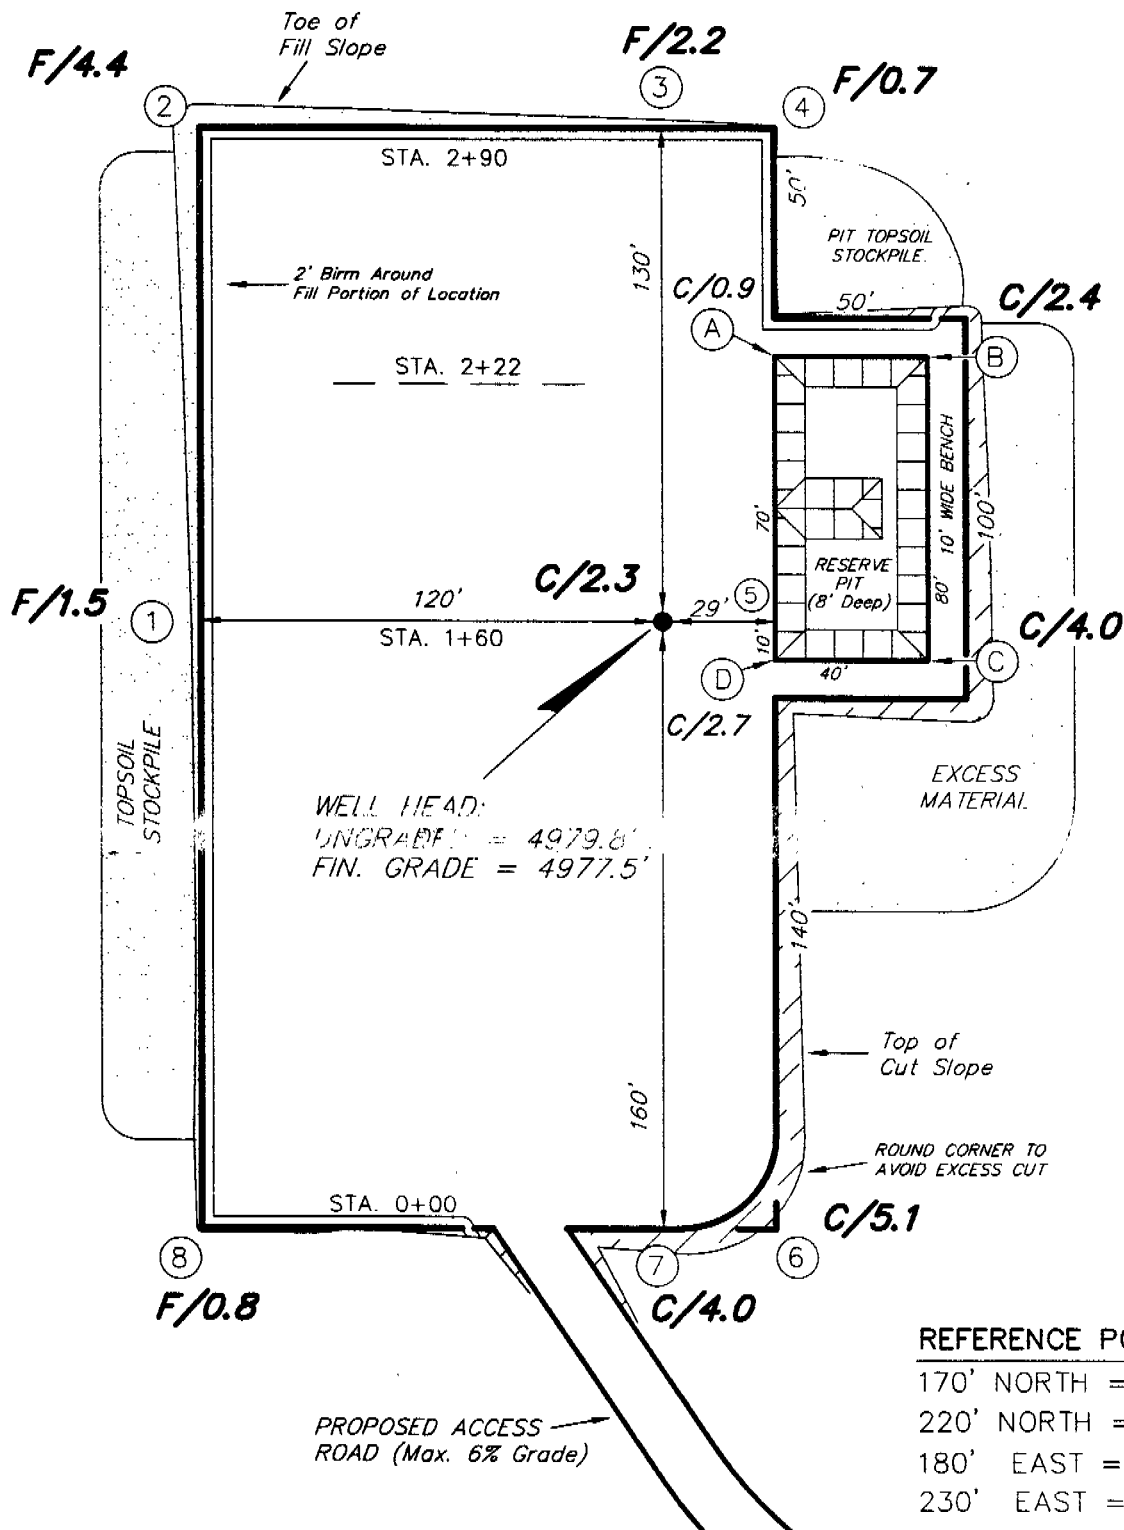 Toe of
Fill Slope
F/2.2
F/4.4
F/0.7
2
3
4
STA. 2+90
50'
PIT TOPSOIL
STOCKPILE
2' Birm Around
Fill Portion of Location
130'
C/0.9
50'
C/2.4
A
B
STA. 2+22
10' WIDE BENCH
100'
70'
RESERVE
PIT
(8' Deep)
80'
C/2.3
F/1.5
1
120'
STA. 1+60
29'
5
10'
C/4.0
C
D
40'
C/2.7
TOPSOIL
STOCKPILE
EXCESS
MATERIAL
WELL HEAD:
= 4979.8'
FIN. GRADE = 4977.5'
140'
Top of
Cut Slope
160'
ROUND CORNER TO
AVOID EXCESS CUT
STA. 0+00
C/5.1
8
7
6
F/0.8
C/4.0
PROPOSED ACCESS
ROAD (Max. 6% Grade)
REFERENCE
170' NORTH =
220' NORTH =
180' EAST =
230' EAST =